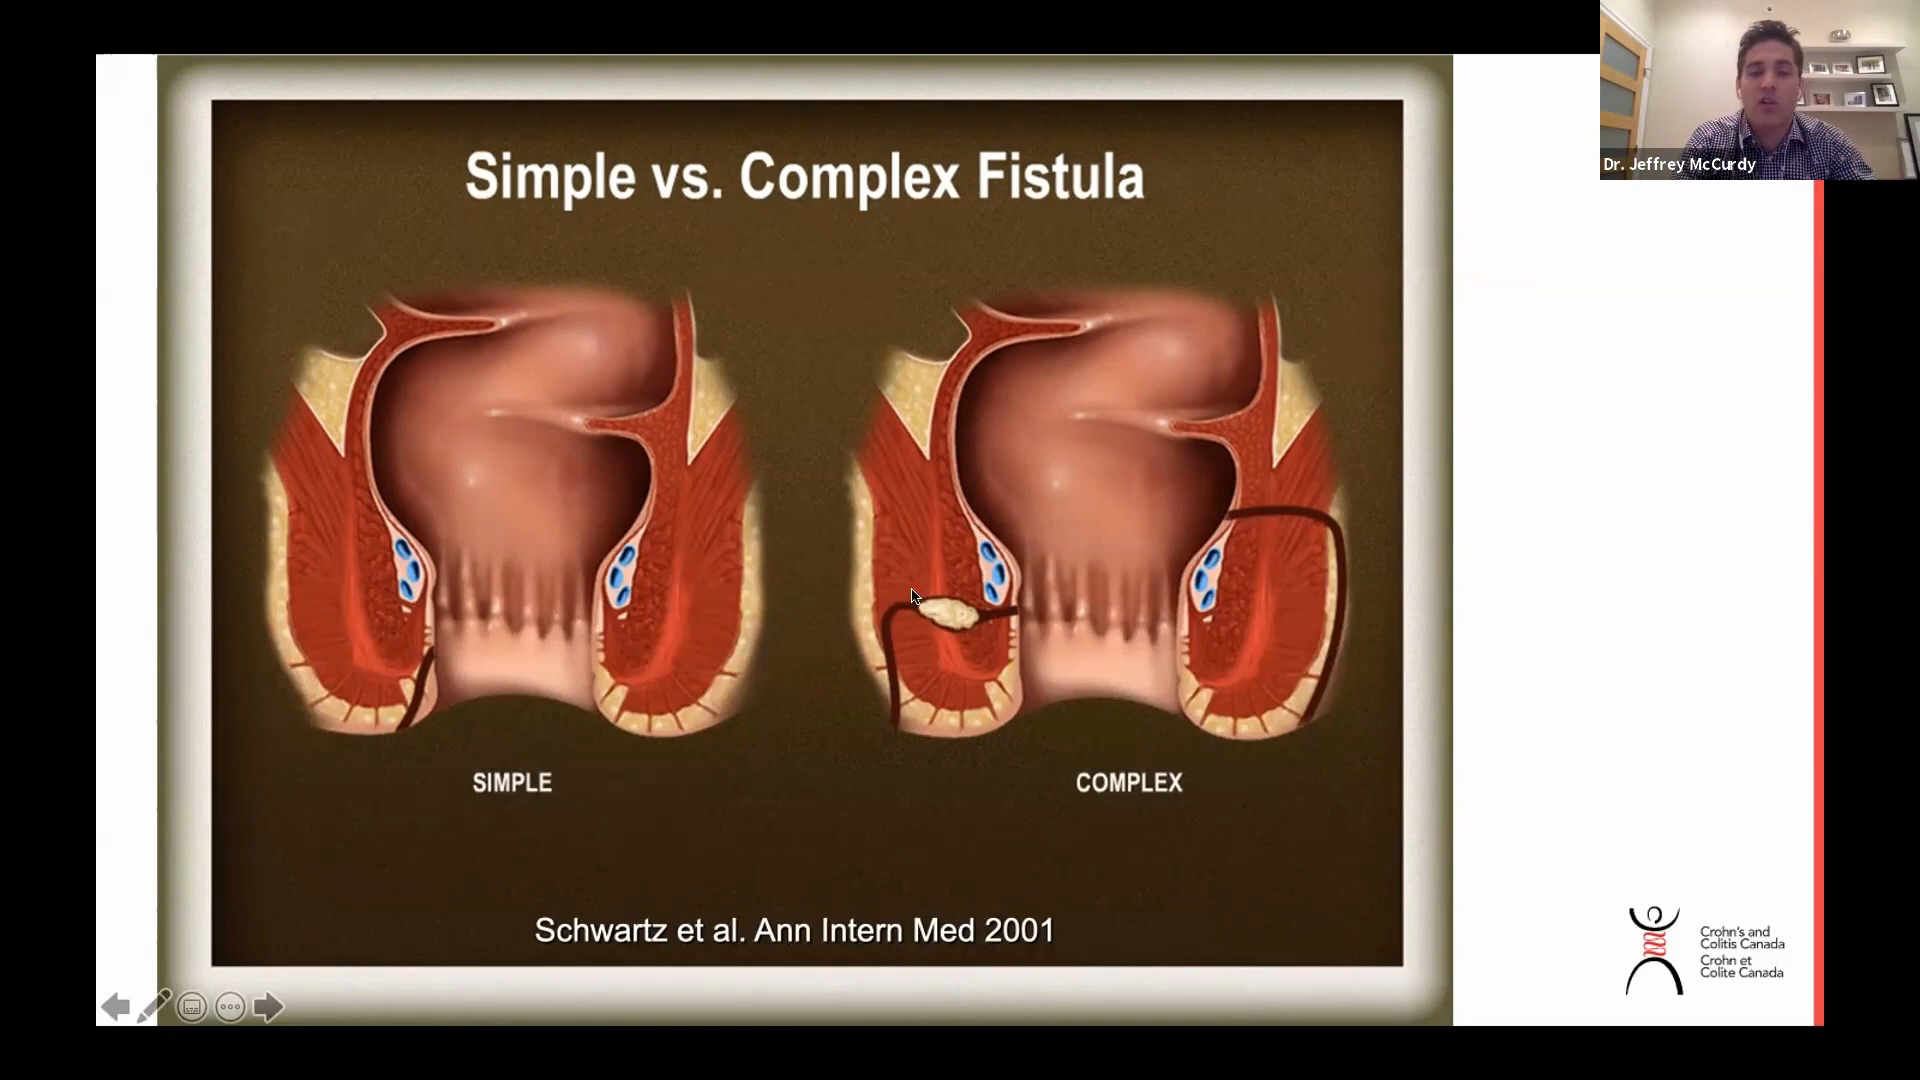 Dr. Jeffrey McCurdy
Simple vs. Complex Fistula
SIMPLE
COMPLEX
Schwartz et al. Ann Intern Med 2001
Crohn's and
Colitis Canada
Crohn et
Colite Canada